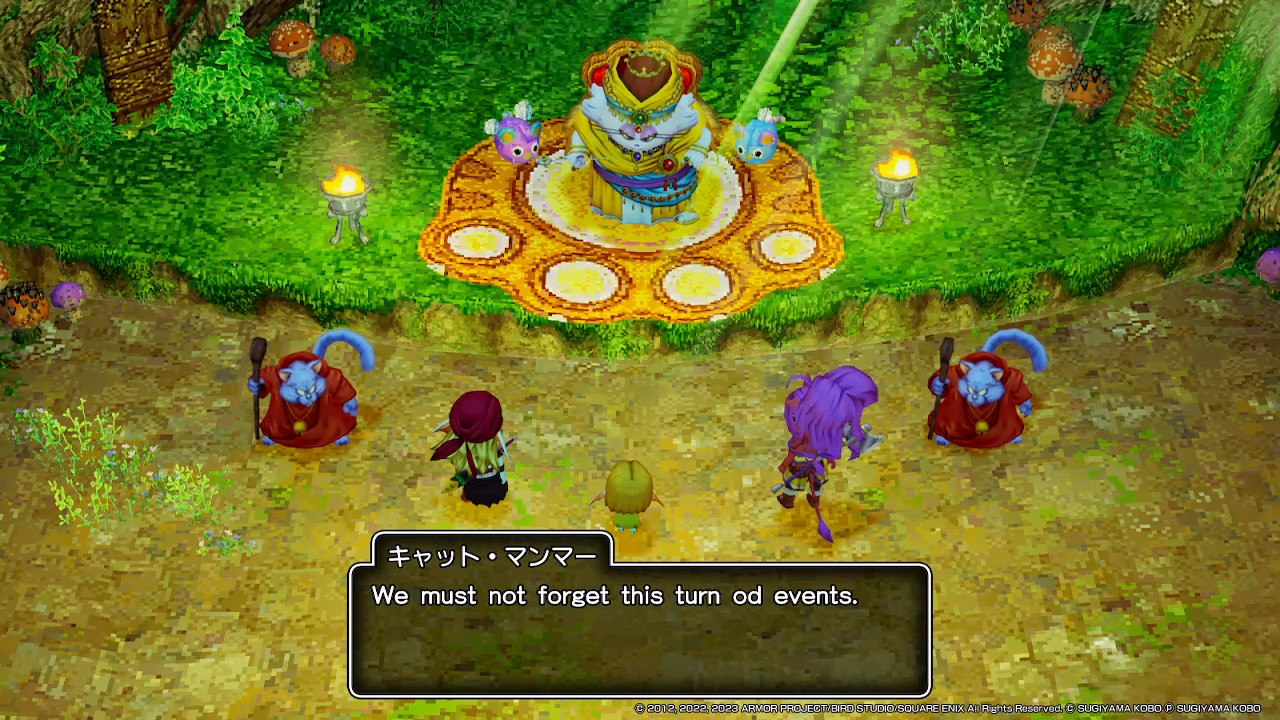 キャット・マンマー
We must not forget this turn od events.
© 2012, 2022, 2023 ARMOR PROJECT/BIRD STUDIO/SQUARE ENIX All Rights Reserved. © SUGIYAMA KOBO ℗ SUGIYAMA KOBO